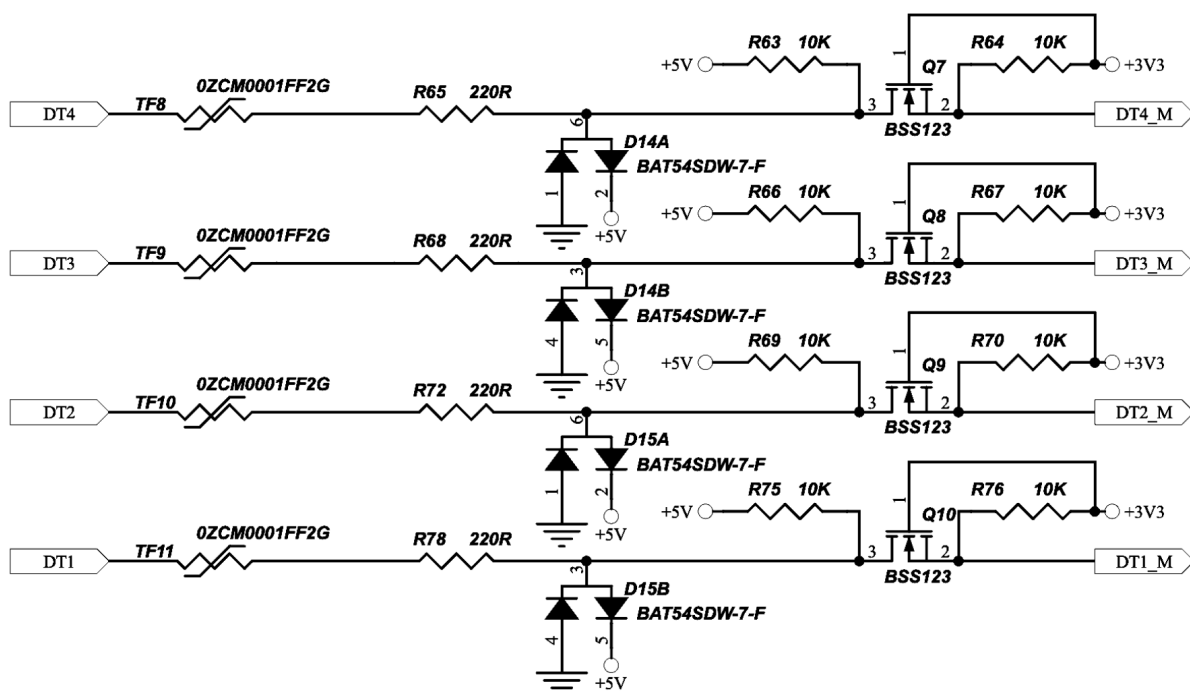 R63 10K
1
R64 10K
+5V
Q7
+3V3
0ZCM0001FF2G
DT4
TF8
R65 220R
6
3
2
BSS123
DT4_M
D14A
BAT54SDW-7-F
1
2
+5V
R66 10K
1
R67 10K
+5V
Q8
+3V3
0ZCM0001FF2G
DT3
TF9
R68 220R
3
3
2
BSS123
DT3_M
D14B
BAT54SDW-7-F
4
5
+5V
R69 10K
1
R70 10K
+5V
Q9
+3V3
0ZCM0001FF2G
DT2
TF10
R72 220R
6
3
2
BSS123
DT2_M
D15A
BAT54SDW-7-F
1
2
+5V
R75 10K
1
R76 10K
+5V
Q10
+3V3
0ZCM0001FF2G
DT1
TF11
R78 220R
3
3
2
BSS123
DT1_M
D15B
BAT54SDW-7-F
4
5
+5V